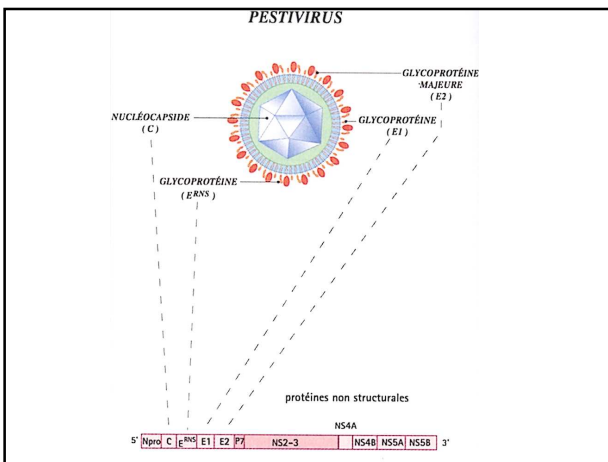 PESTIVIRUS
GLYCOPROTÉINE
MAJEURE
(E2)
NUCLÉOCAPSIDE
(C)
GLYCOPROTÉINE
(E1)
GLYCOPROTÉINE
(E^RNS)
protéines non structurales
NS4A
5' Npro C E^RNS E1 E2 P7 NS2-3 NS4B NS5A NS5B 3'